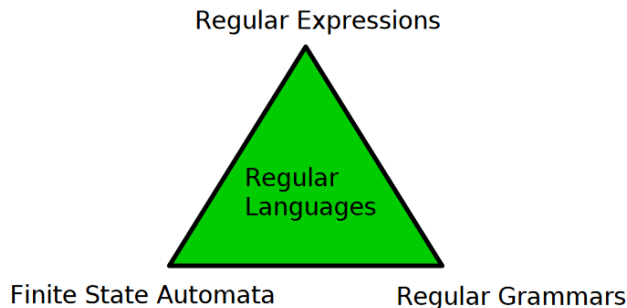 Regular Expressions
Regular
Languages
Finite State Automata
Regular Grammars